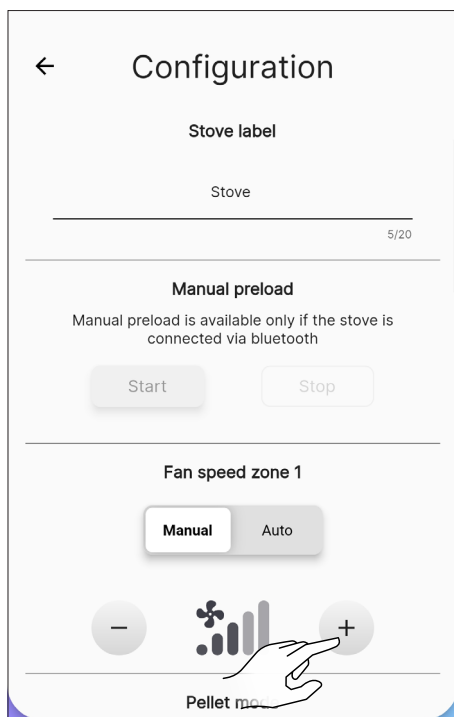 Configuration
Stove label
Stove
5/20
Manual preload
Manual preload is available only if the stove is
connected via bluetooth
Start Stop
Fan speed zone 1
Manual Auto
Pellet